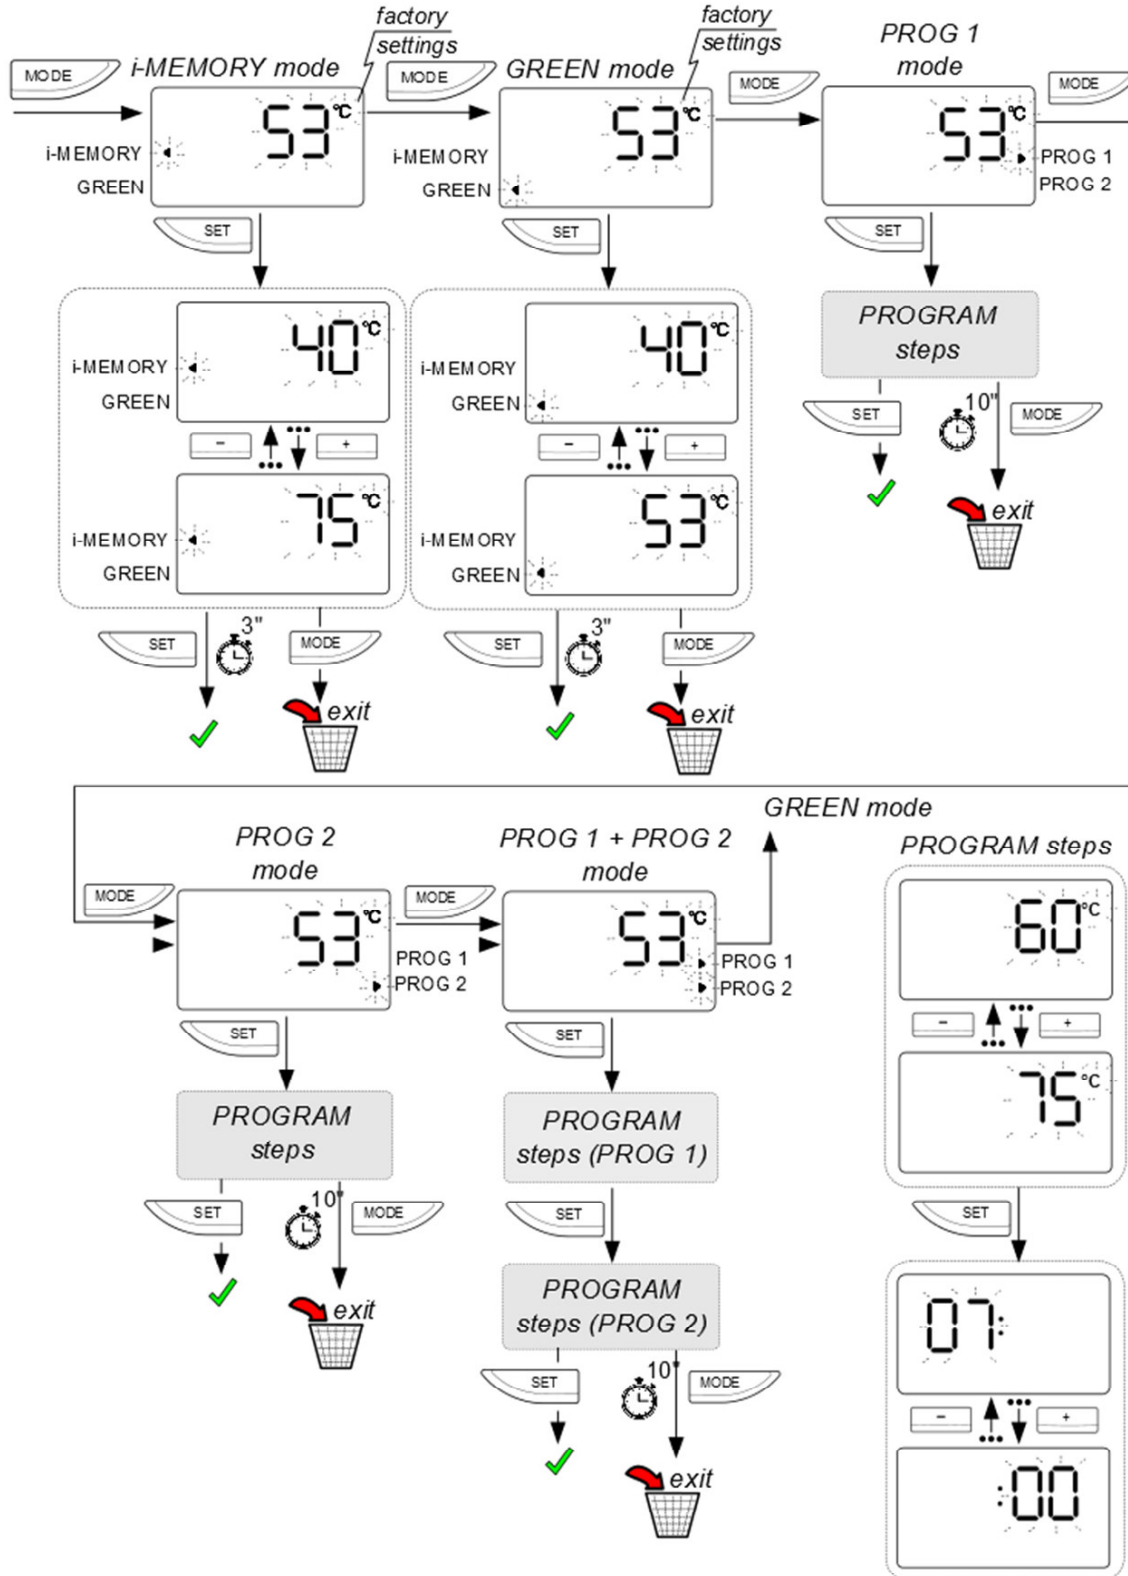 factory
settings
factory
settings
PROG 1
mode
MODE
i-MEMORY mode
MODE
GREEN mode
MODE
MODE
53°C
i-MEMORY
GREEN
53°C
i-MEMORY
GREEN
53°C
PROG 1
PROG 2
SET
SET
SET
40°C
i-MEMORY
GREEN
40°C
i-MEMORY
GREEN
PROGRAM
steps
SET
10"
MODE
- +
- +
75°C
i-MEMORY
GREEN
53°C
i-MEMORY
GREEN
exit
SET
3"
MODE
SET
3"
MODE
exit
exit
GREEN mode
PROG 2
mode
PROG 1 + PROG 2
mode
PROGRAM steps
MODE
53°C
PROG 1
PROG 2
MODE
53°C
PROG 1
PROG 2
60°C
- +
75°C
SET
SET
PROGRAM
steps
PROGRAM
steps (PROG 1)
SET
10"
MODE
SET
SET
exit
PROGRAM
steps (PROG 2)
07:
- +
:00
SET
10"
MODE
exit